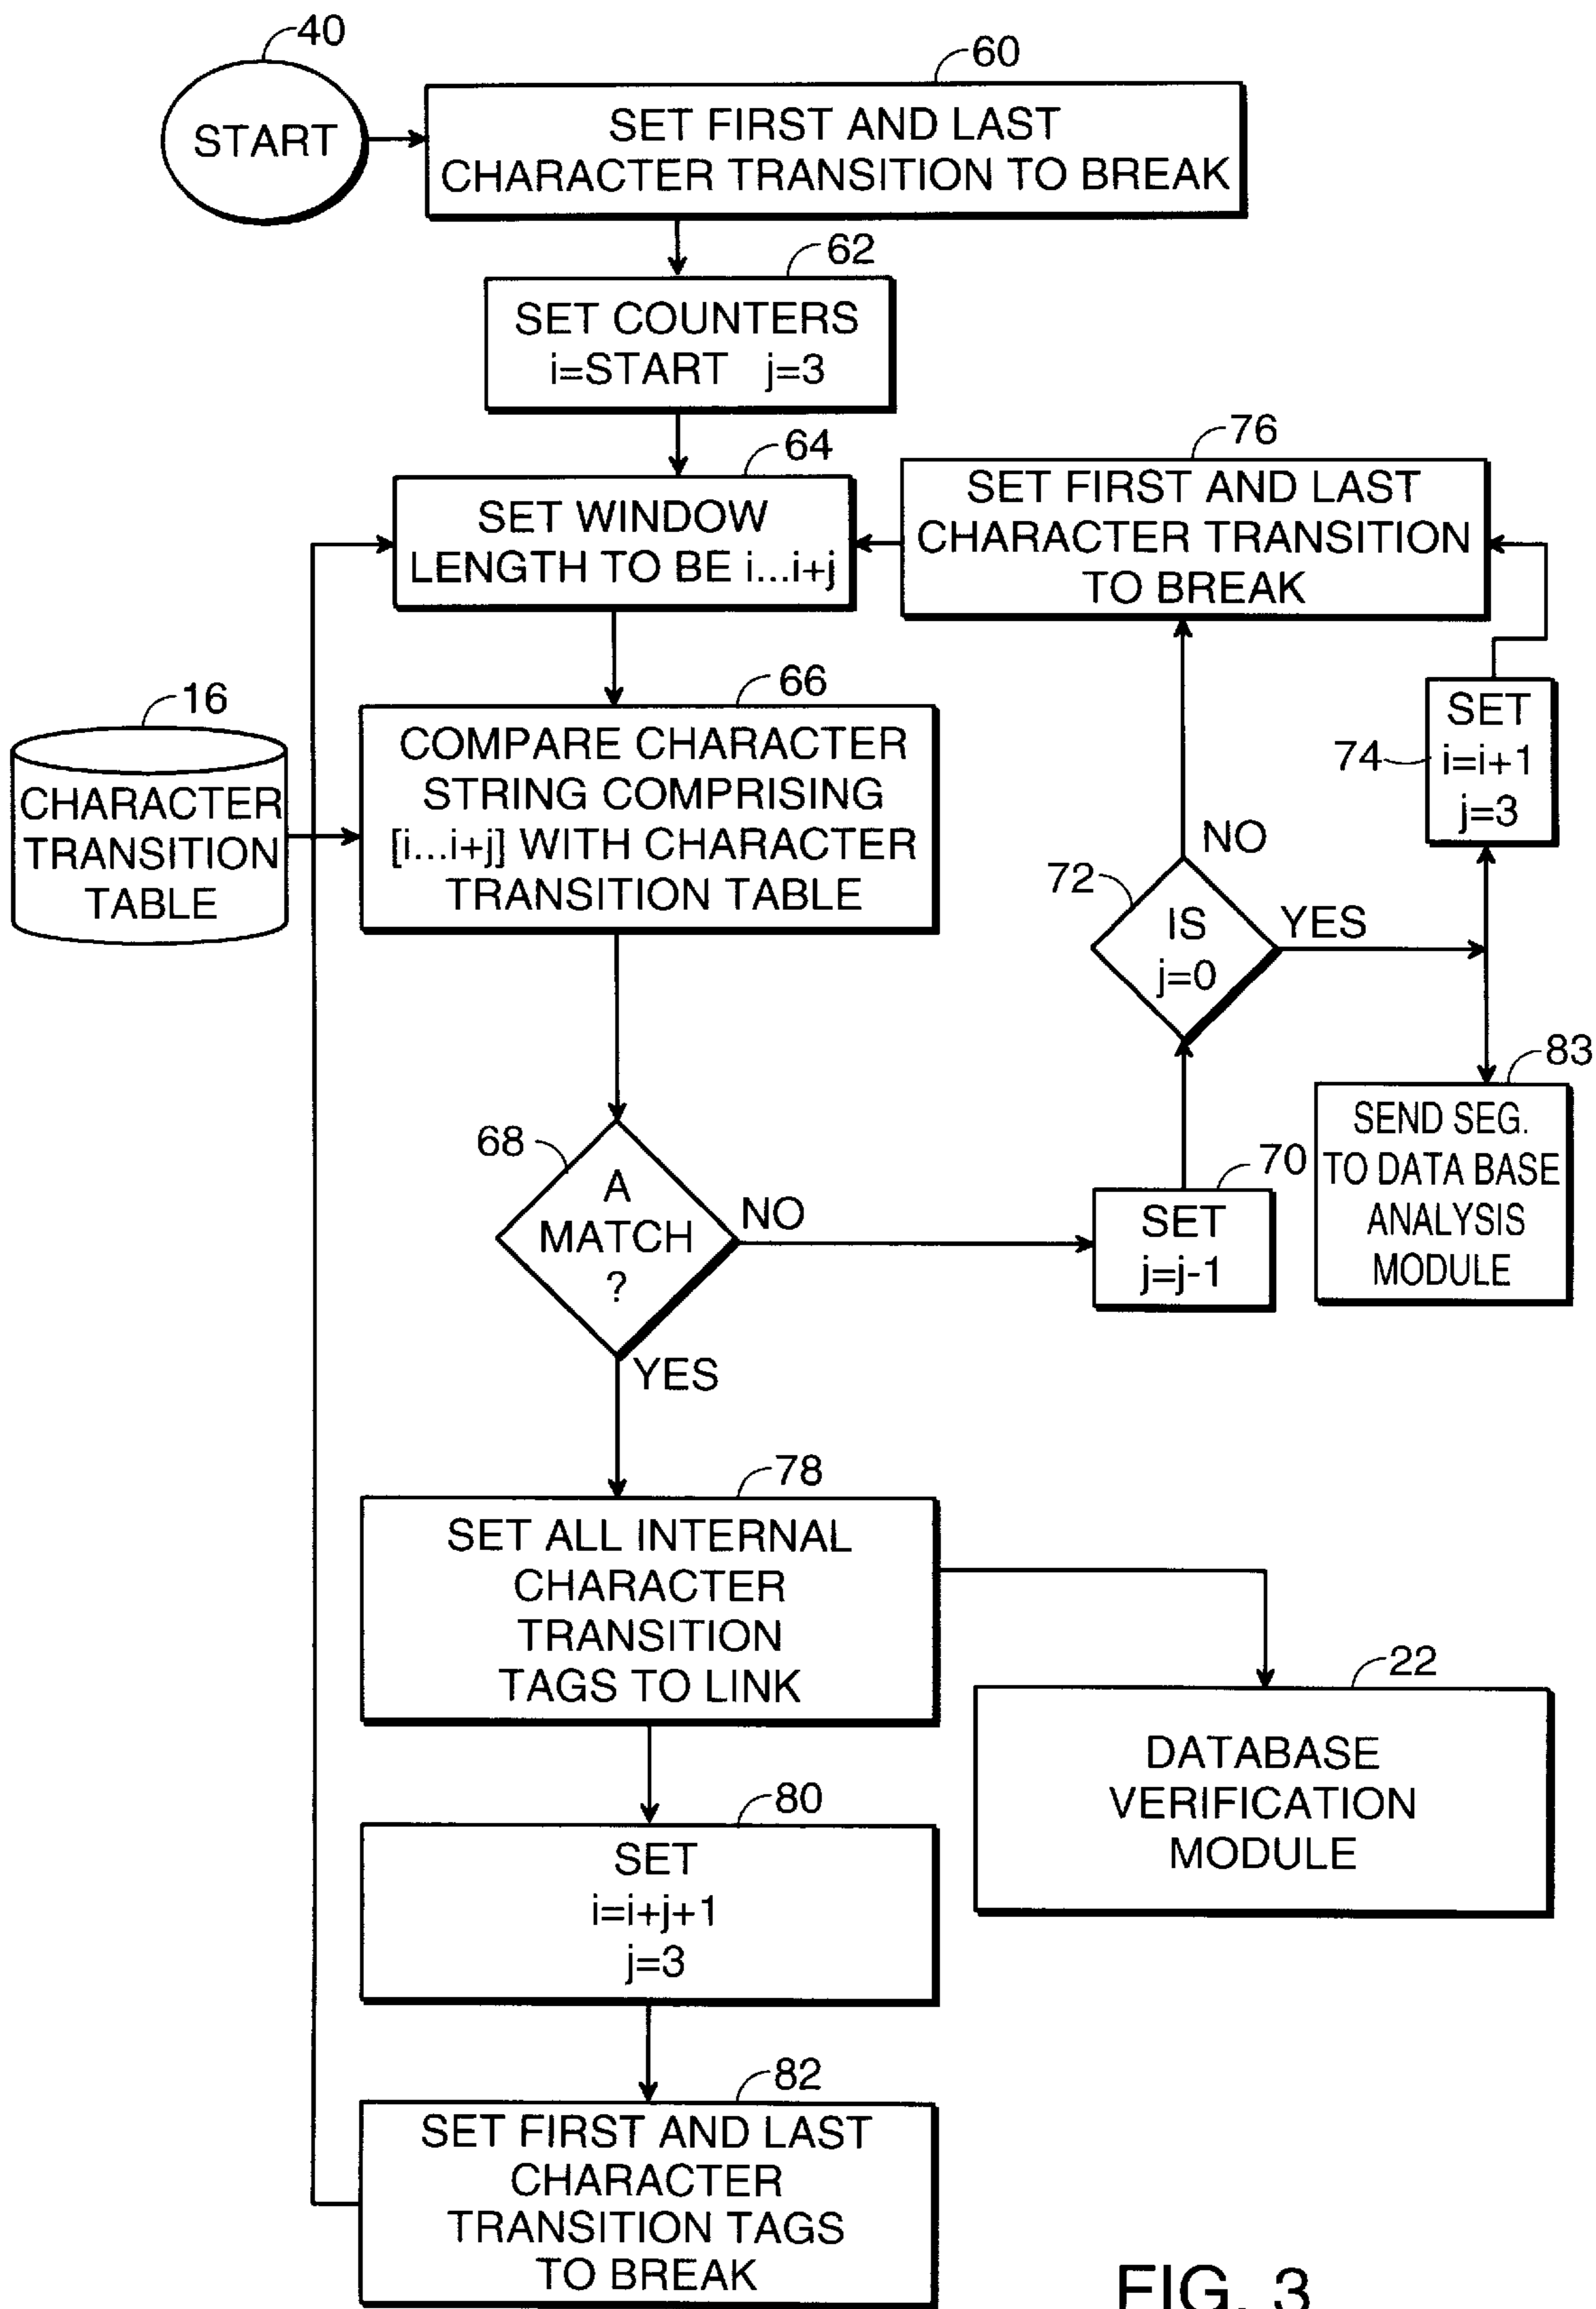 40
START
60
SET FIRST AND LAST
CHARACTER TRANSITION TO BREAK
62
SET COUNTERS
i=START j=3
64
SET WINDOW
LENGTH TO BE i...i+j
76
SET FIRST AND LAST
CHARACTER TRANSITION
TO BREAK
16
CHARACTER
TRANSITION
TABLE
66
COMPARE CHARACTER
STRING COMPRISING
[i...i+j] WITH CHARACTER
TRANSITION TABLE
74
SET
i=i+1
j=3
72
IS
j=0
NO
YES
83
SEND SEG.
TO DATA BASE
ANALYSIS
MODULE
68
A
MATCH
?
NO
70
SET
j=j-1
YES
78
SET ALL INTERNAL
CHARACTER
TRANSITION
TAGS TO LINK
22
DATABASE
VERIFICATION
MODULE
80
SET
i=i+j+1
j=3
82
SET FIRST AND LAST
CHARACTER
TRANSITION TAGS
TO BREAK
FIG. 3